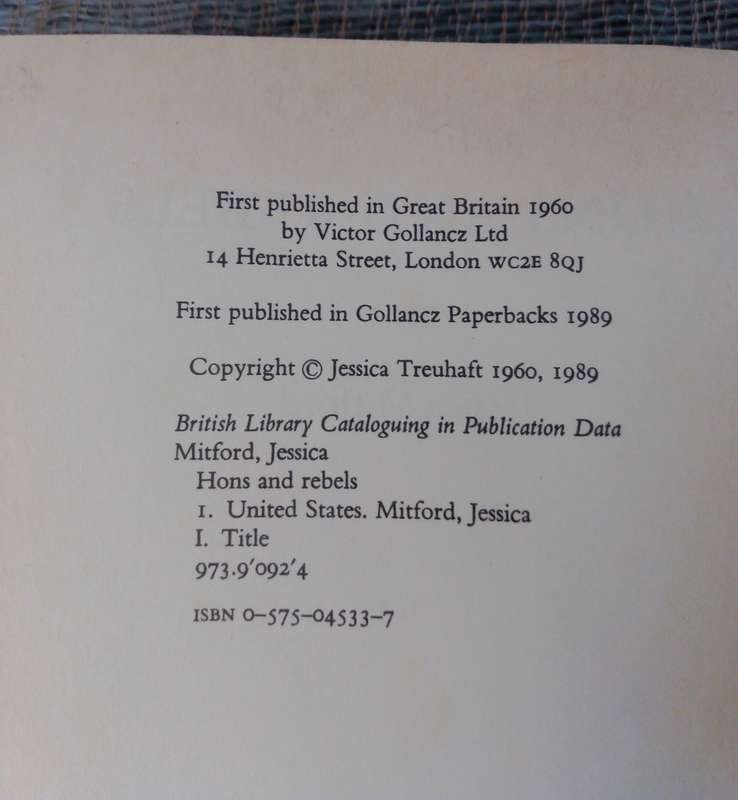 First published in Great Britain 1960
by Victor Gollancz Ltd
14 Henrietta Street, London WC2E 8QJ
First published in Gollancz Paperbacks 1989
Copyright © Jessica Treuhaft 1960, 1989
British Library Cataloguing in Publication Data
Mitford, Jessica
Hons and rebels
1. United States. Mitford, Jessica
I. Title
973.9'092'4
ISBN 0–575–04533–7